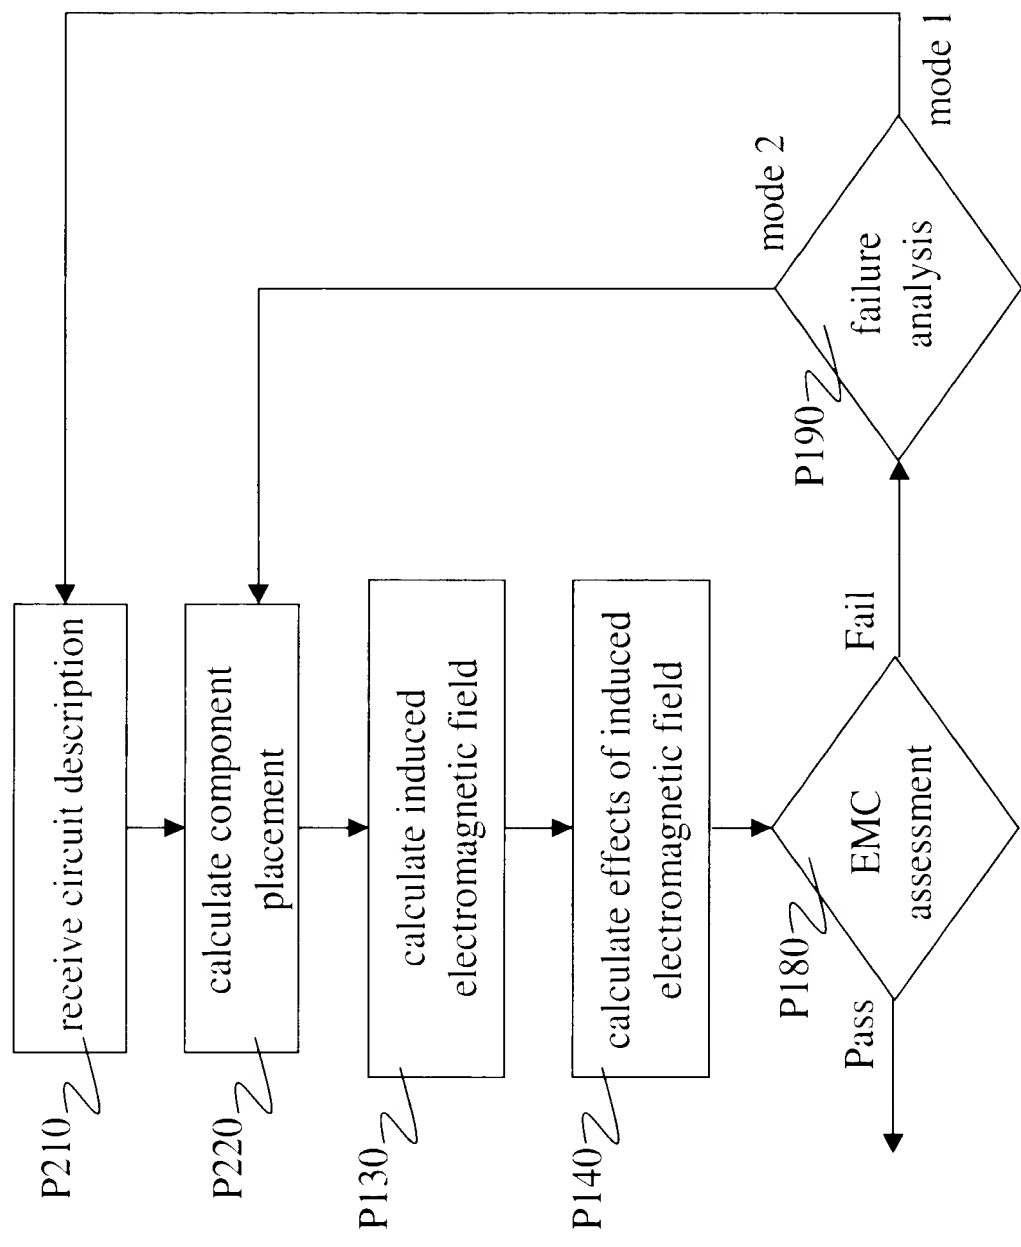 P210
receive circuit description
P220
calculate component
placement
P130
calculate induced
electromagnetic field
P140
calculate effects of induced
electromagnetic field
P180
EMC
assessment
Pass
Fail
P190
failure
analysis
mode 2
mode 1